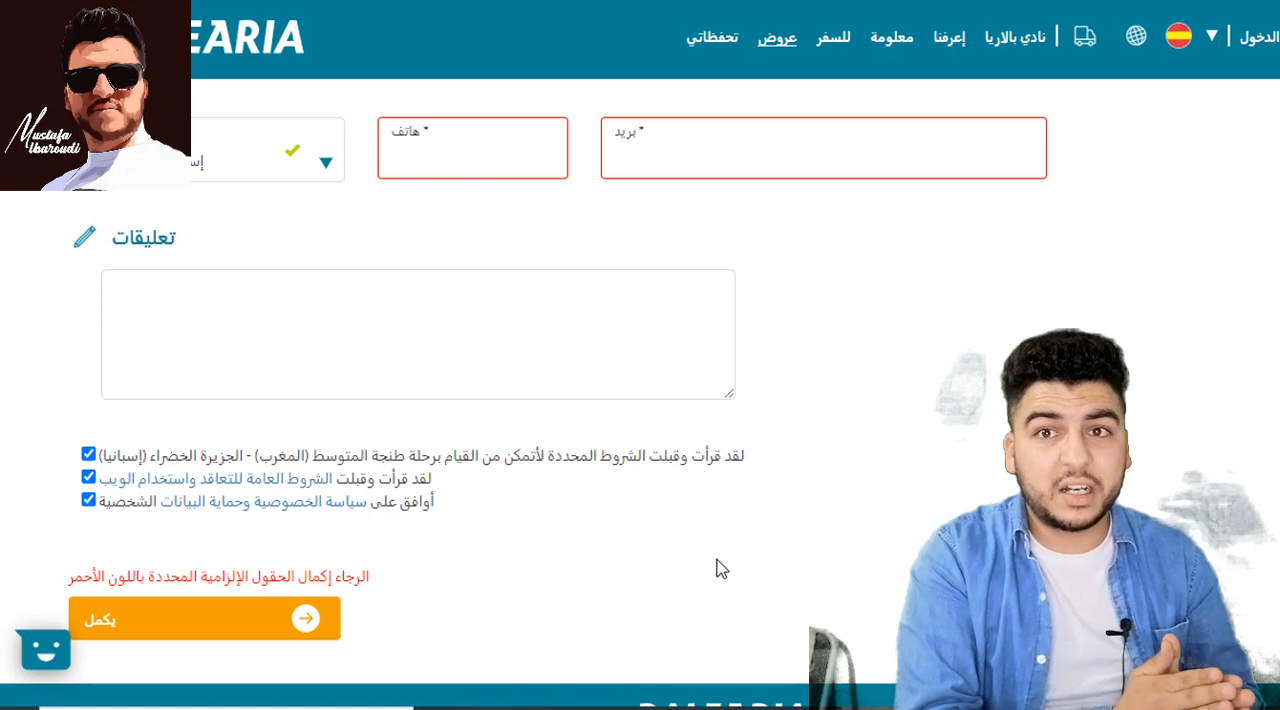 EARIA
نادي بالاريا
إعرفنا
معلومة
للسفر
عروض
تحفظاتي
الدخول
Mustafa
lbaroudi
هاتف *
بريد *
تعليقات
لقد قرأت وقبلت الشروط المحددة لأتمكن من القيام برحلة طنجة المتوسط (المغرب) - الجزيرة الخضراء (إسبانيا)
لقد قرأت وقبلت الشروط العامة للتعاقد واستخدام الويب
أوافق على سياسة الخصوصية وحماية البيانات الشخصية
الرجاء إكمال الحقول الإلزامية المحددة باللون الأحمر
يكمل